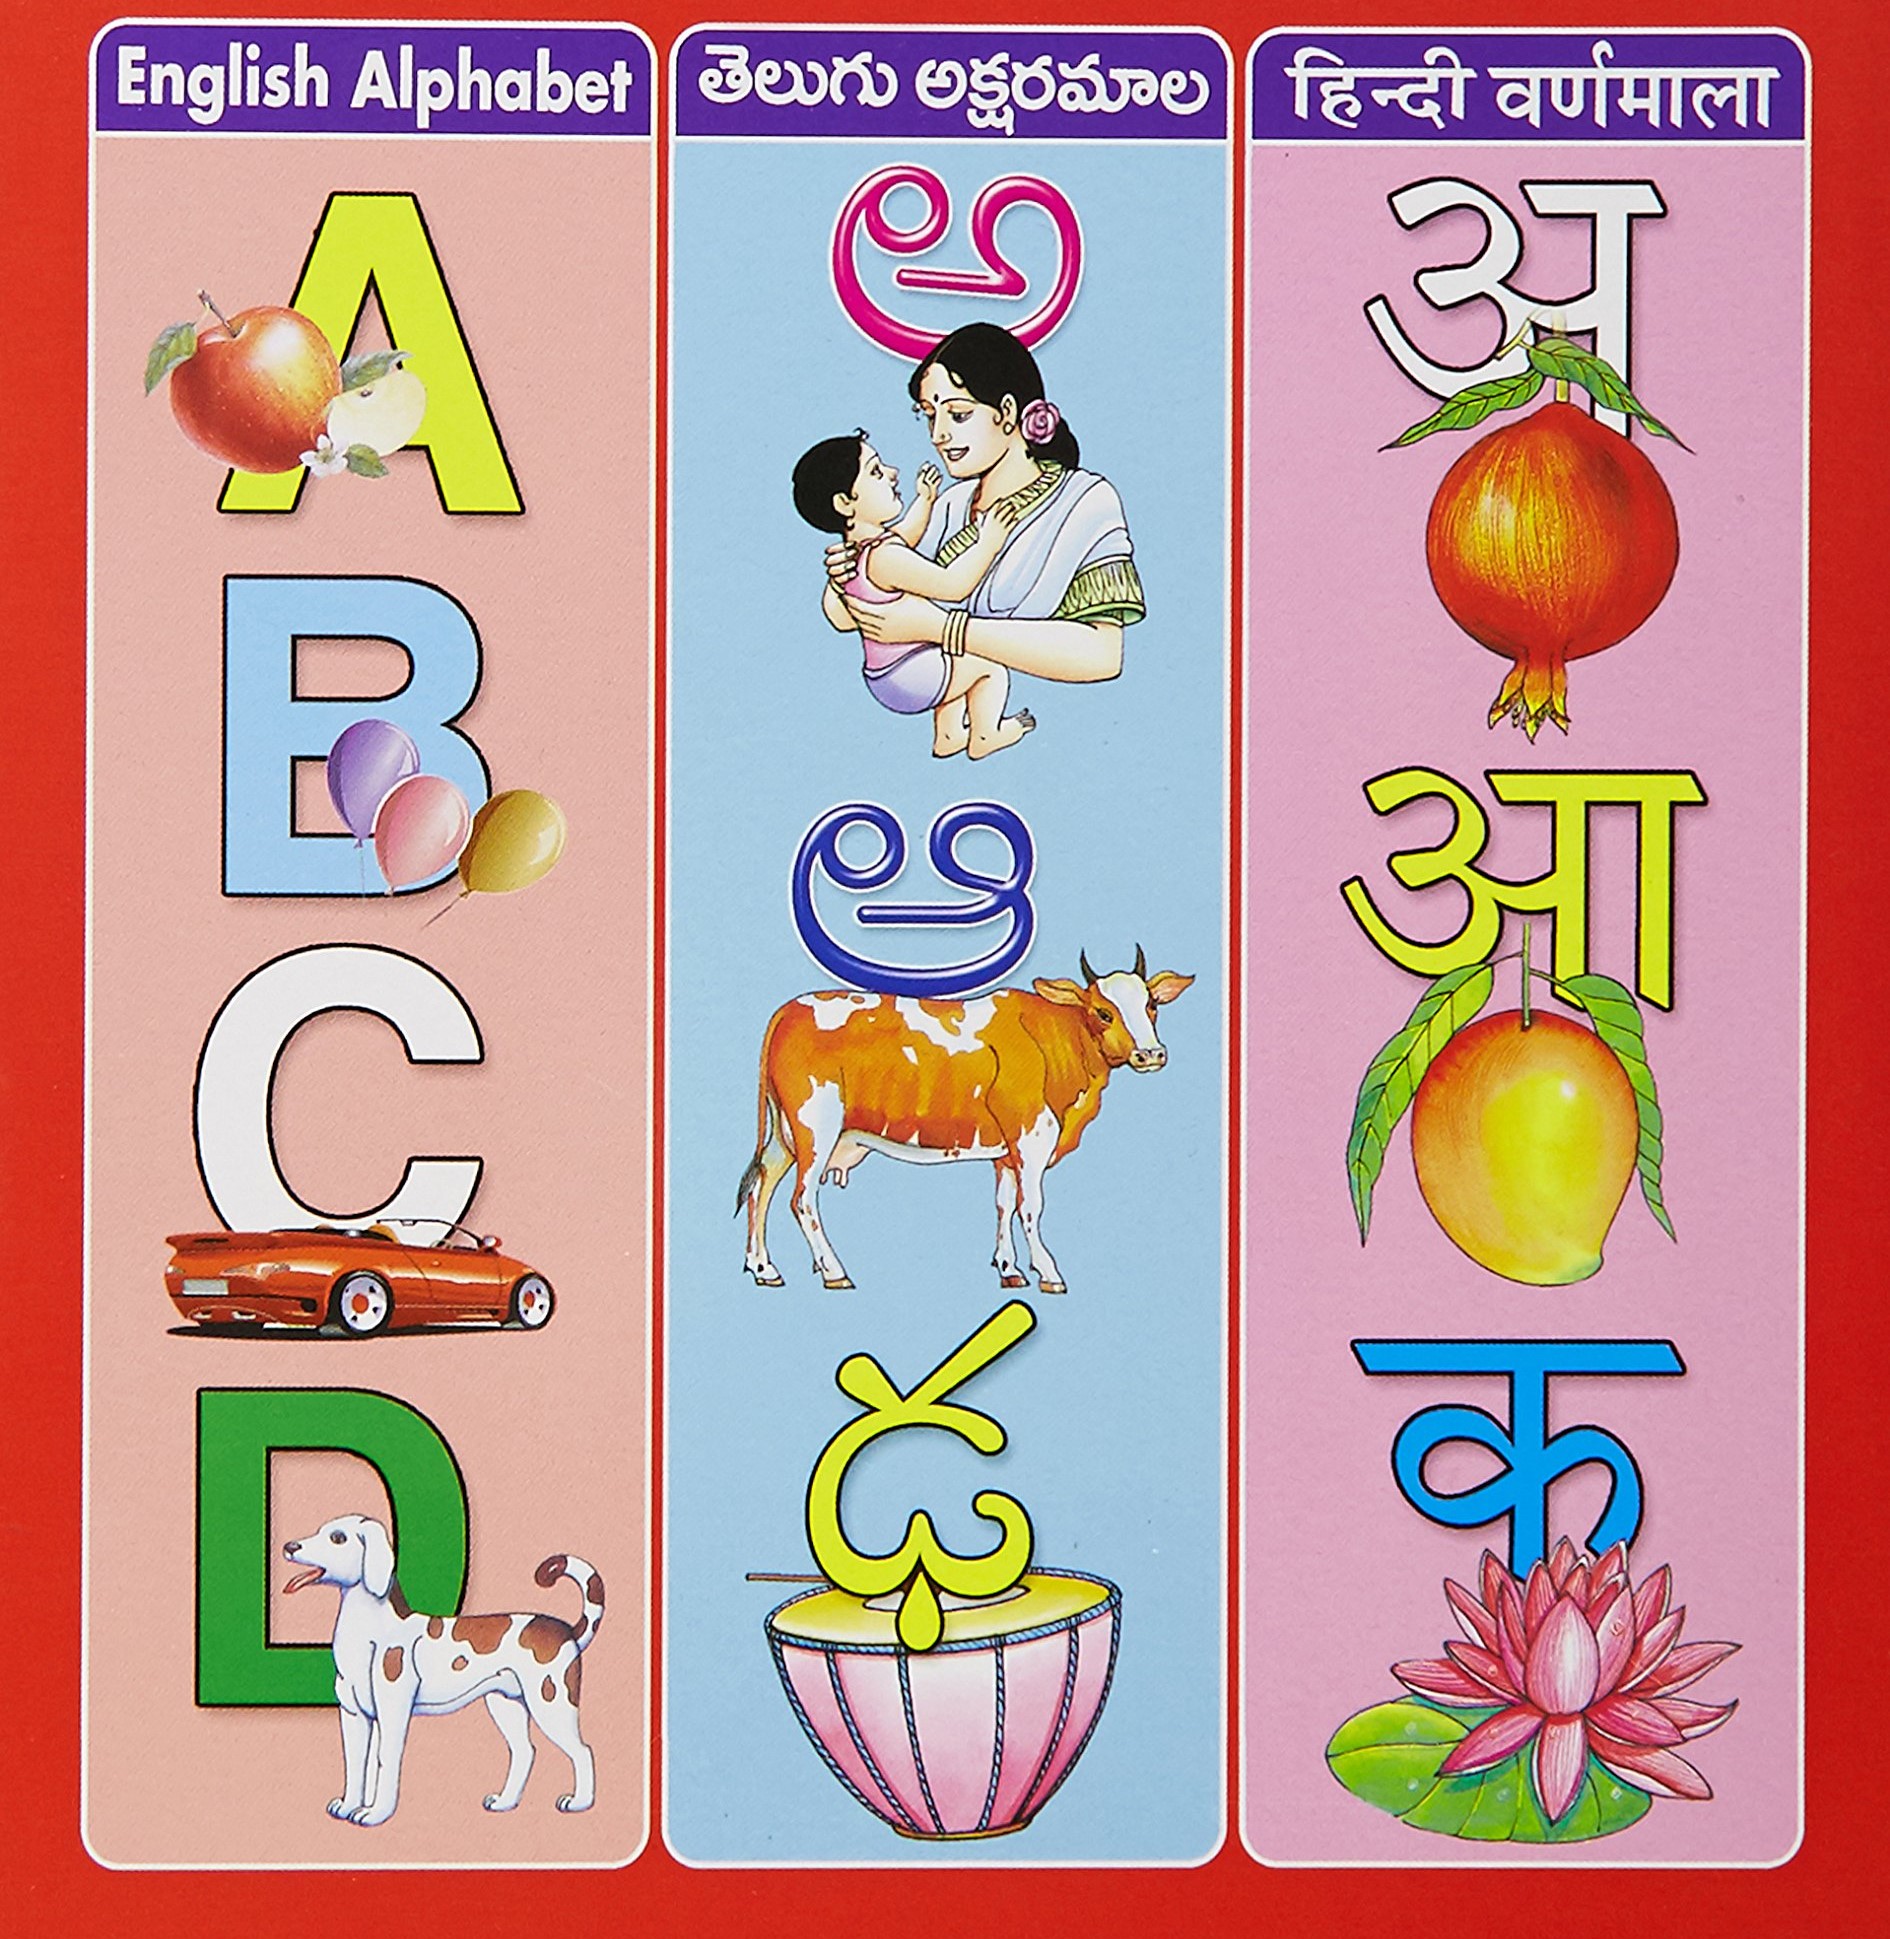 English Alphabet
A
B
C
D
తెలుగు అక్షరమాల
అ
ఆ
ఢ
हिन्दी वर्णमाला
अ
आ
क